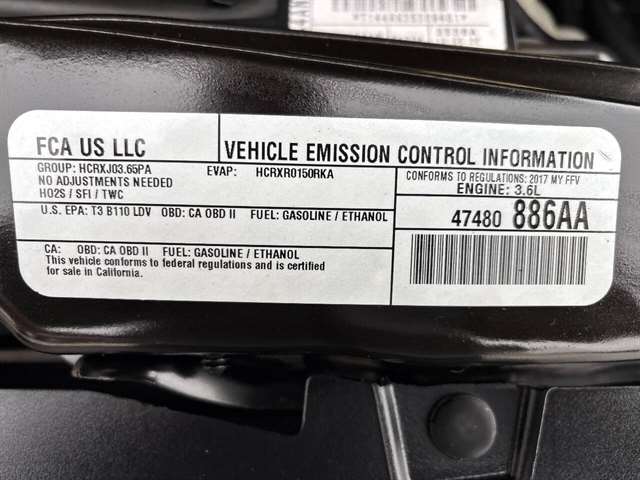 FCA US LLC
VEHICLE EMISSION CONTROL INFORMATION
GROUP: HCRXJ03.65PA EVAP: HCRXR0150RKA
NO ADJUSTMENTS NEEDED
HO2S / SFI / TWC
CONFORMS TO REGULATIONS: 2017 MY FFV
ENGINE: 3.6L
U.S. EPA: T3 B110 LDV OBD: CA OBD II FUEL: GASOLINE / ETHANOL
47480 886AA
CA: OBD: CA OBD II FUEL: GASOLINE / ETHANOL
This vehicle conforms to federal regulations and is certified
for sale in California.